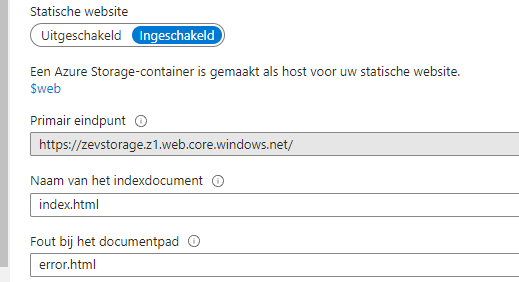 Statische website
Uitgeschakeld Ingeschakeld
Een Azure Storage-container is gemaakt als host voor uw statische website.
$web
Primair eindpunt
https://zevstorage.z1.web.core.windows.net/
Naam van het indexdocument
index.html
Fout bij het documentpad
error.html